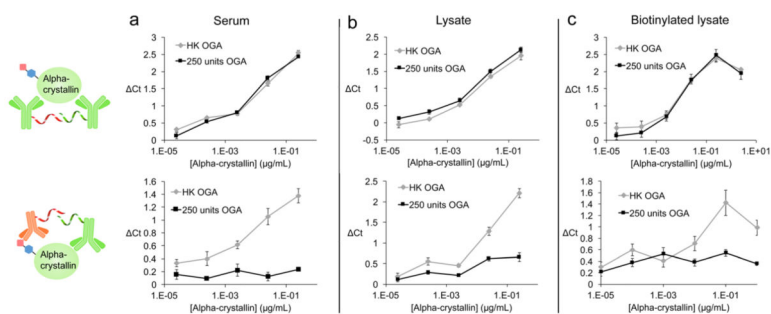 a Serum
b Lysate
c Biotinylated lysate
Alpha-
crystallin
3
2.5
2
1.5
1
0.5
0
ΔCt
HK OGA
250 units OGA
1.E-05 1.E-03 1.E-01
[Alpha-crystallin] (µg/mL)
2.5
2
1.5
1
0.5
0
-0.5
ΔCt
HK OGA
250 units OGA
1.E-05 1.E-03 1.E-01
[Alpha-crystallin] (µg/mL)
3
2.5
2
1.5
1
0.5
0
ΔCt
HK OGA
250 units OGA
1.E-05 1.E-03 1.E-01 1.E+01
[Alpha-crystallin] (µg/mL)
Alpha-
crystallin
1.6
1.4
1.2
1
0.8
0.6
0.4
0.2
0
ΔCt
HK OGA
250 units OGA
1.E-05 1.E-03 1.E-01
[Alpha-crystallin] (µg/mL)
2.5
2
1.5
1
0.5
0
ΔCt
HK OGA
250 units OGA
1.E-05 1.E-03 1.E-01
[Alpha-crystallin] (µg/mL)
2
1.8
1.6
1.4
1.2
1
0.8
0.6
0.4
0.2
0
ΔCt
HK OGA
250 units OGA
1.E-05 1.E-03 1.E-01
[Alpha-crystallin] (µg/mL)